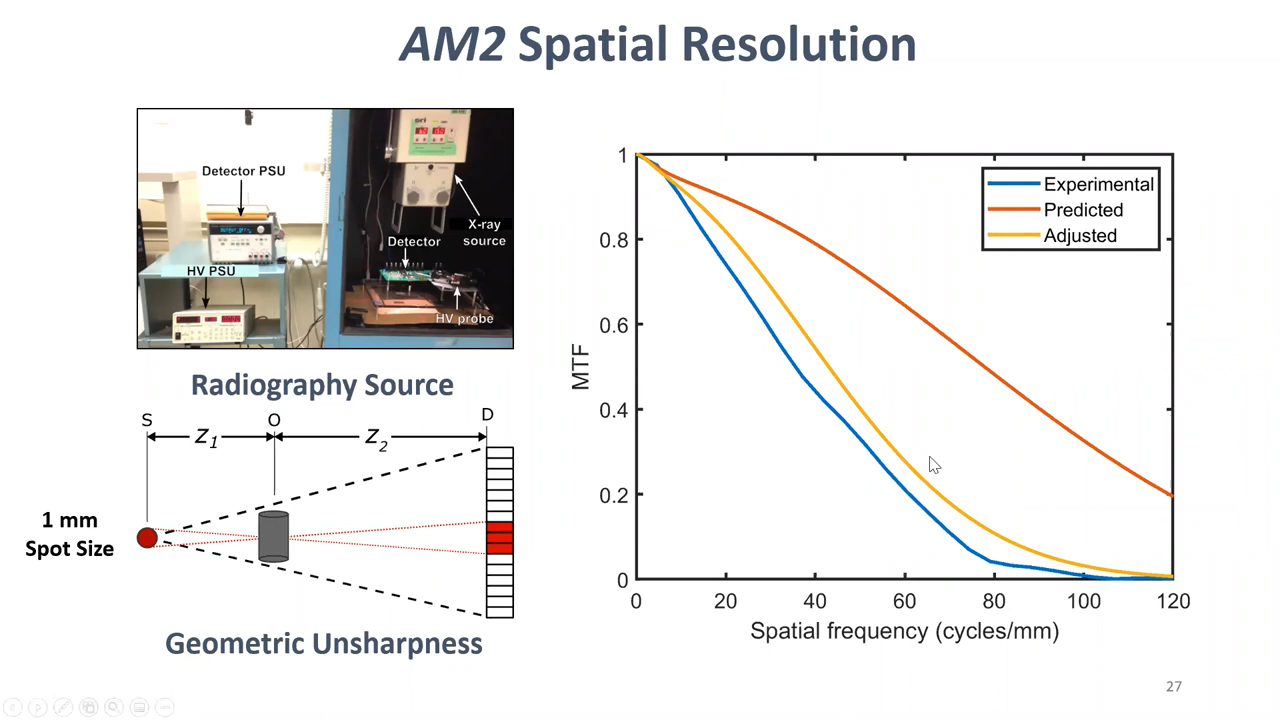 AM2 Spatial Resolution
Detector PSU
HV PSU
X-ray
source
Detector
HV probe
Radiography Source
S
O
D
z1
z2
1 mm
Spot Size
Geometric Unsharpness
Experimental
Predicted
Adjusted
1
0.8
0.6
0.4
0.2
0
MTF
0 20 40 60 80 100 120
Spatial frequency (cycles/mm)
27